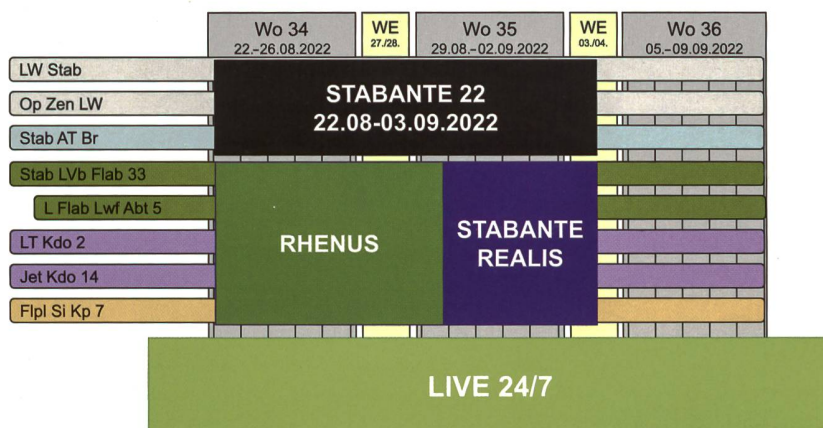 Wo 34
22.–26.08.2022
WE
27./28.
Wo 35
29.08.–02.09.2022
WE
03./04.
Wo 36
05.–09.09.2022
LW Stab
Op Zen LW
Stab AT Br
Stab LVb Flab 33
L Flab Lwf Abt 5
LT Kdo 2
Jet Kdo 14
Flpl Si Kp 7
STABANTE 22
22.08-03.09.2022
RHENUS
STABANTE
REALIS
LIVE 24/7